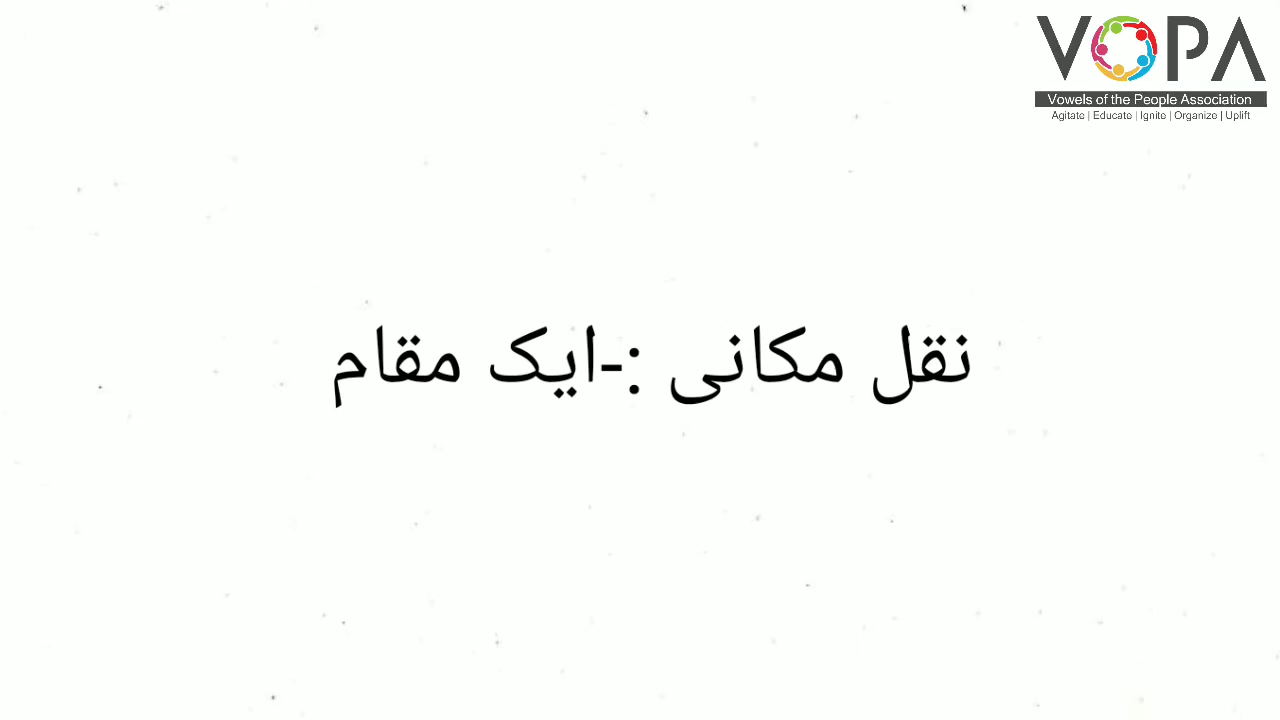 VOPA
Vowels of the People Association
Agitate | Educate | Ignite | Organize | Uplift
نقل مکانی :-ایک مقام